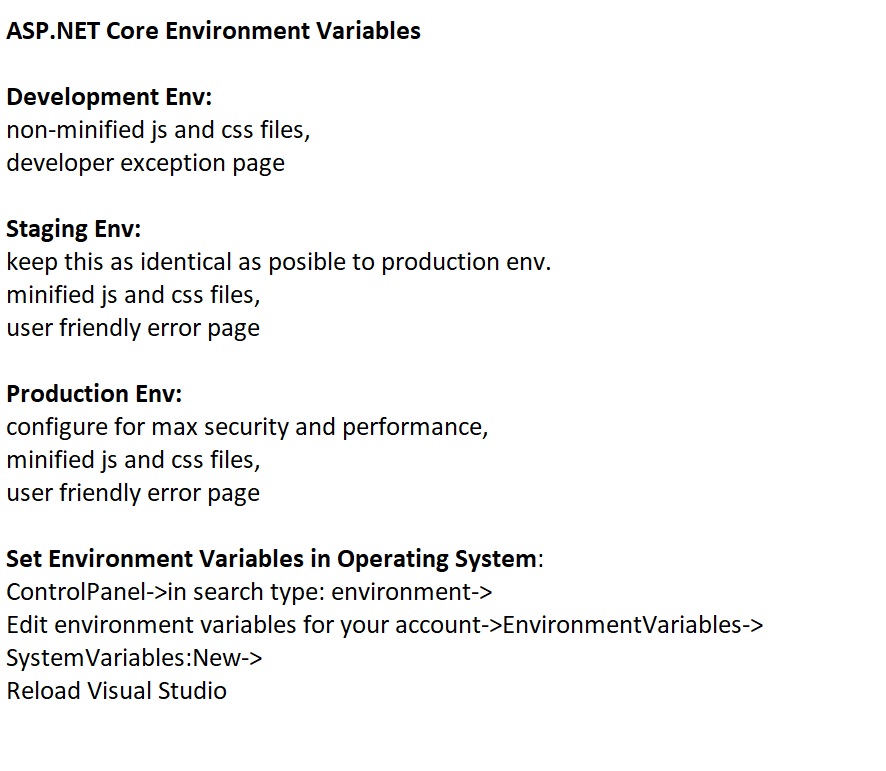 ASP.NET Core Environment Variables
Development Env:
non-minified js and css files,
developer exception page
Staging Env:
keep this as identical as posible to production env.
minified js and css files,
user friendly error page
Production Env:
configure for max security and performance,
minified js and css files,
user friendly error page
Set Environment Variables in Operating System:
ControlPanel->in search type: environment->
Edit environment variables for your account->EnvironmentVariables->
SystemVariables:New->
Reload Visual Studio